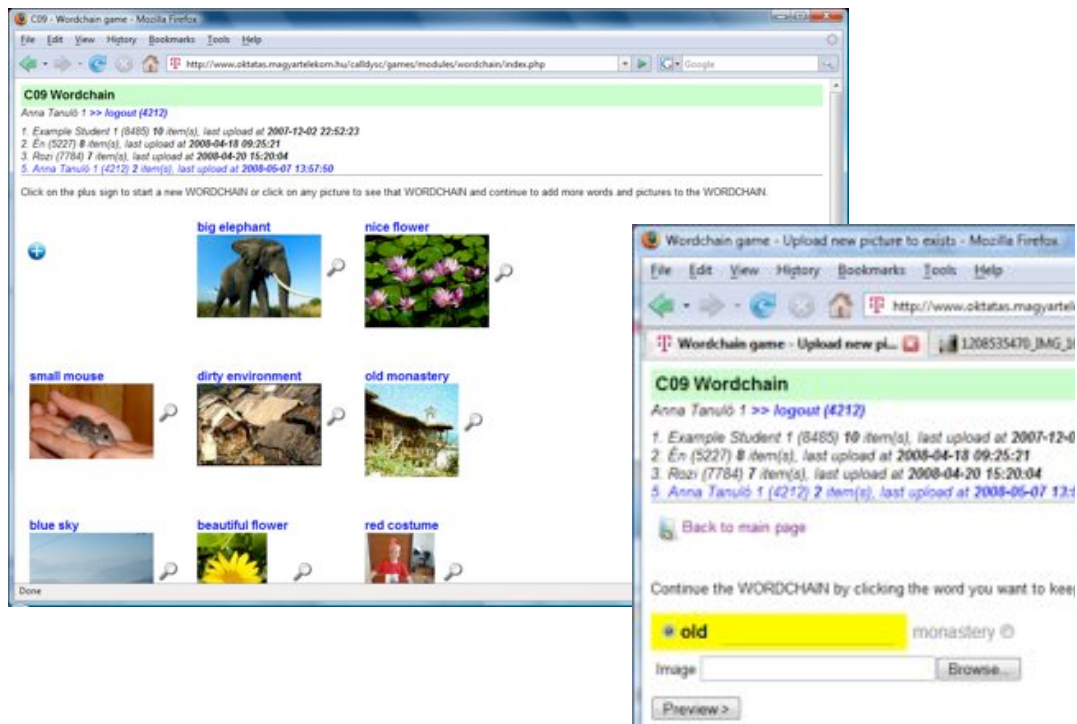 C09 - Wordchain game - Mozilla Firefox
File Edit View History Bookmarks Tools Help
http://www.oktatas.magyartelekom.hu/calldysc/games/modules/wordchain/index.php
Google
C09 Wordchain
Anna Tanuló 1 >> logout (4212)
1. Example Student 1 (8485) 10 item(s), last upload at 2007-12-02 22:52:23
2. Én (5227) 8 item(s), last upload at 2008-04-18 09:25:21
3. Rozi (7784) 7 item(s), last upload at 2008-04-20 15:20:04
5. Anna Tanuló 1 (4212) 2 item(s), last upload at 2008-05-07 13:57:50
Click on the plus sign to start a new WORDCHAIN or click on any picture to see that WORDCHAIN and continue to add more words and pictures to the WORDCHAIN.
big elephant nice flower
small mouse dirty environment old monastery
blue sky beautiful flower red costume
Done
Wordchain game - Upload new picture to exists - Mozilla Firefox
File Edit View History Bookmarks Tools Help
http://www.oktatas.magyartele
Wordchain game - Upload new pi... 1208535470_IMG_10
C09 Wordchain
Anna Tanuló 1 >> logout (4212)
1. Example Student 1 (8485) 10 item(s), last upload at 2007-12-0
2. Én (5227) 8 item(s), last upload at 2008-04-18 09:25:21
3. Rozi (7784) 7 item(s), last upload at 2008-04-20 15:20:04
5. Anna Tanuló 1 (4212) 2 item(s), last upload at 2008-05-07 13:5
Back to main page
Continue the WORDCHAIN by clicking the word you want to keep
old monastery
Image Browse...
Preview >